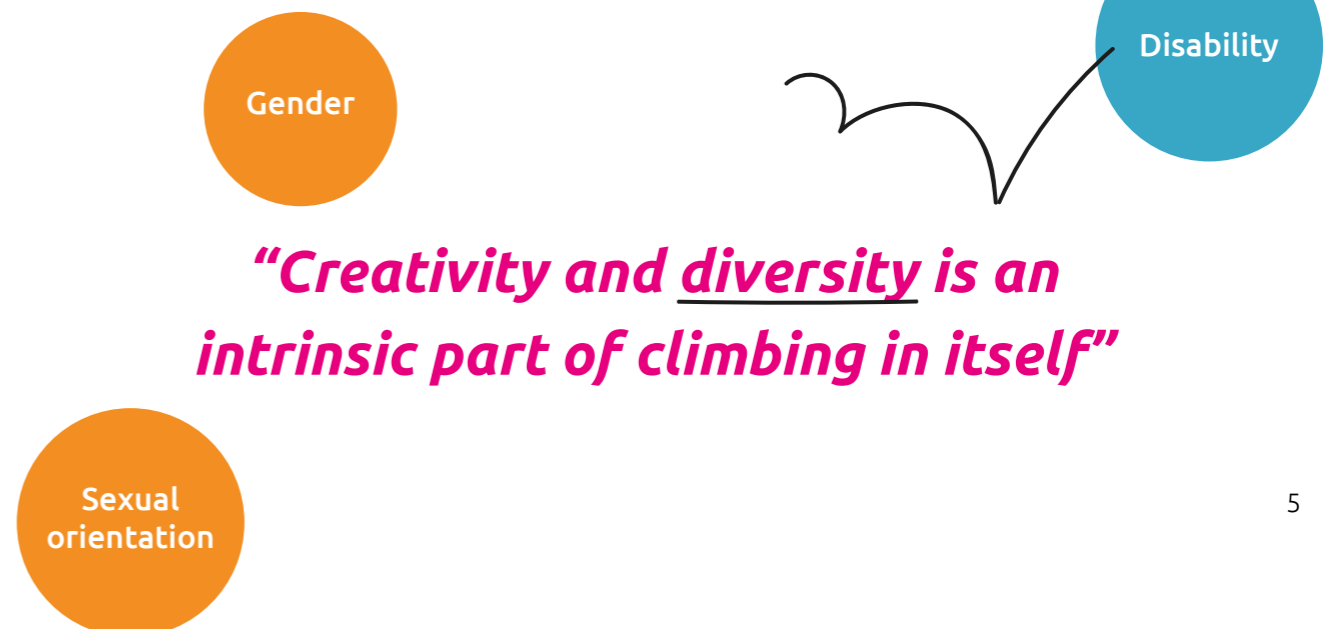 Disability
Gender
“Creativity and diversity is an
intrinsic part of climbing in itself”
Sexual
orientation
5